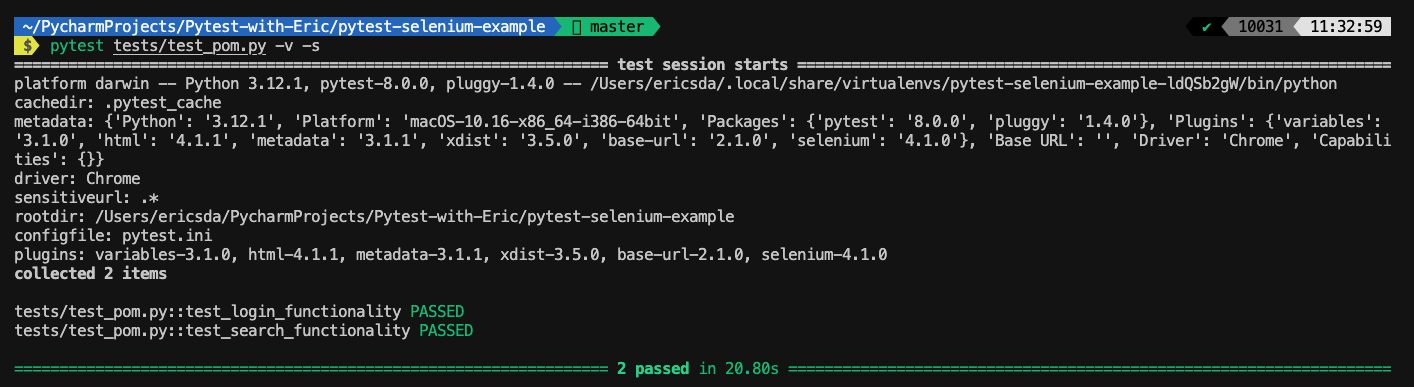 ~/PycharmProjects/Pytest-with-Eric/pytest-selenium-example master ✔ 10031 11:32:59
$ pytest tests/test_pom.py -v -s
============================== test session starts ==============================
platform darwin -- Python 3.12.1, pytest-8.0.0, pluggy-1.4.0 -- /Users/ericsda/.local/share/virtualenvs/pytest-selenium-example-ldQSb2gW/bin/python
cachedir: .pytest_cache
metadata: {'Python': '3.12.1', 'Platform': 'macOS-10.16-x86_64-i386-64bit', 'Packages': {'pytest': '8.0.0', 'pluggy': '1.4.0'}, 'Plugins': {'variables':
'3.1.0', 'html': '4.1.1', 'metadata': '3.1.1', 'xdist': '3.5.0', 'base-url': '2.1.0', 'selenium': '4.1.0'}, 'Base URL': '', 'Driver': 'Chrome', 'Capabili
ties': {}}
driver: Chrome
sensitiveurl: .*
rootdir: /Users/ericsda/PycharmProjects/Pytest-with-Eric/pytest-selenium-example
configfile: pytest.ini
plugins: variables-3.1.0, html-4.1.1, metadata-3.1.1, xdist-3.5.0, base-url-2.1.0, selenium-4.1.0
collected 2 items
tests/test_pom.py::test_login_functionality PASSED
tests/test_pom.py::test_search_functionality PASSED
============================== 2 passed in 20.80s ==============================